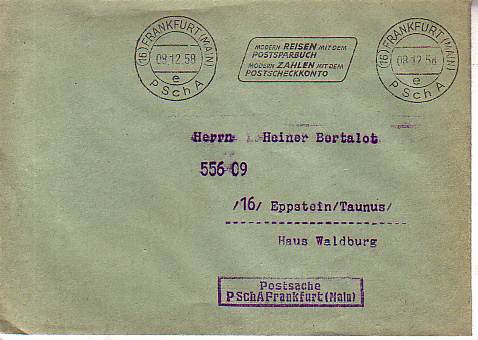 (16) FRANKFURT (MAIN)
08.12.58
e
PSchA
MODERN REISEN MIT DEM
POSTSPARBUCH
MODERN ZAHLEN MIT DEM
POSTSCHECKKONTO
(16) FRANKFURT (MAIN)
08.12.58
e
PSchA
Herrn Heiner Bertalot
556 09
/16/ Eppstein/Taunus/
Haus Waldburg
Postsache
PSchA Frankfurt (Main)